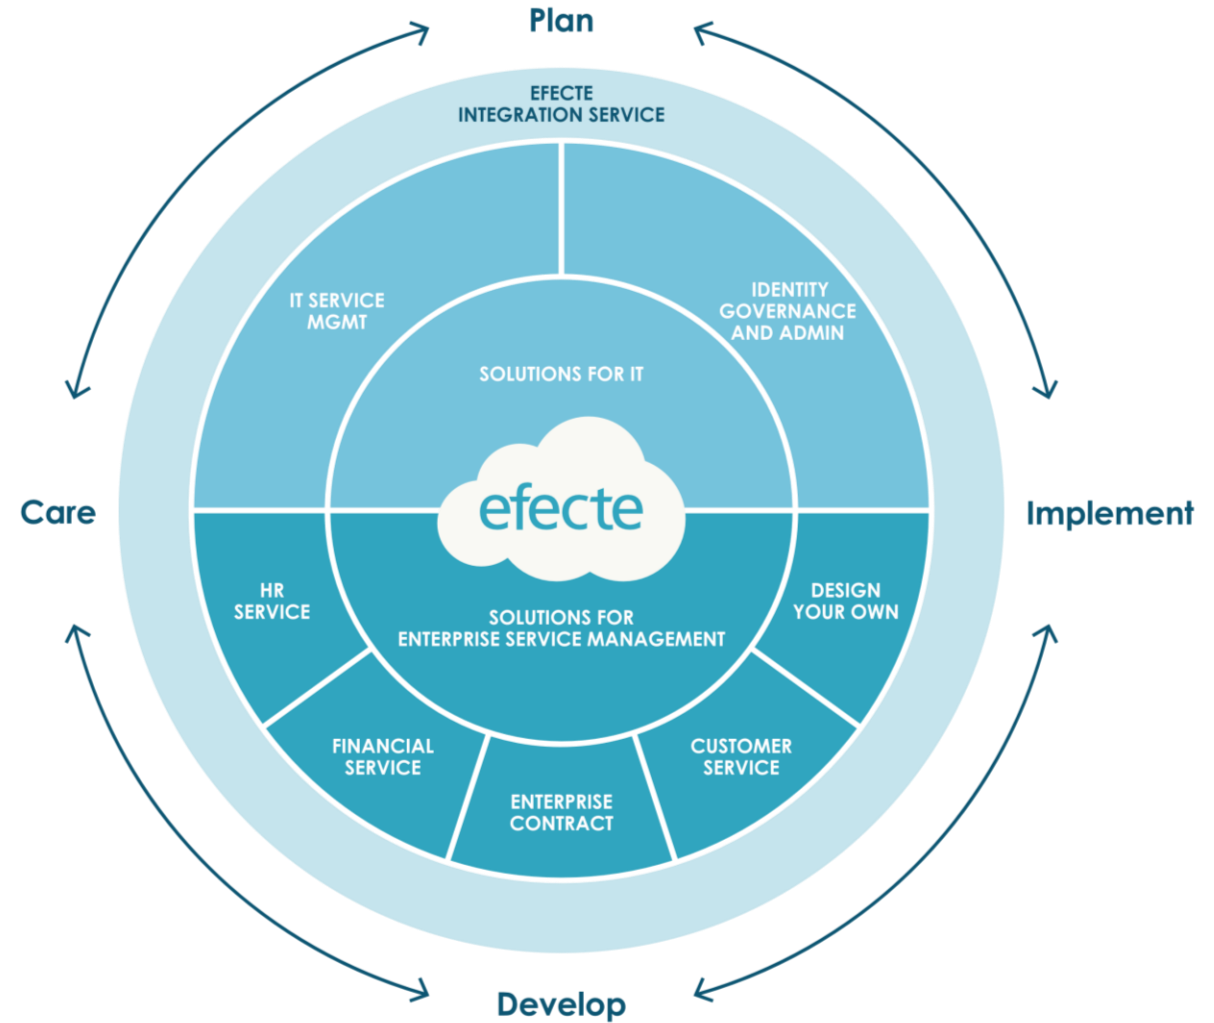 Plan
EFECTE
INTEGRATION SERVICE
IT SERVICE
MGMT
IDENTITY
GOVERNANCE
AND ADMIN
SOLUTIONS FOR IT
efecte
Care
Implement
HR
SERVICE
SOLUTIONS FOR
ENTERPRISE SERVICE MANAGEMENT
DESIGN
YOUR OWN
FINANCIAL
SERVICE
ENTERPRISE
CONTRACT
CUSTOMER
SERVICE
Develop